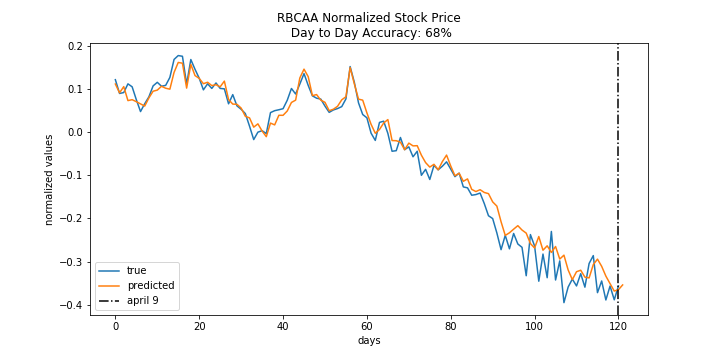 RBCAA Normalized Stock Price
Day to Day Accuracy: 68%
0.2
0.1
0.0
−0.1
−0.2
−0.3
−0.4
normalized values
true
predicted
april 9
0 20 40 60 80 100 120
days